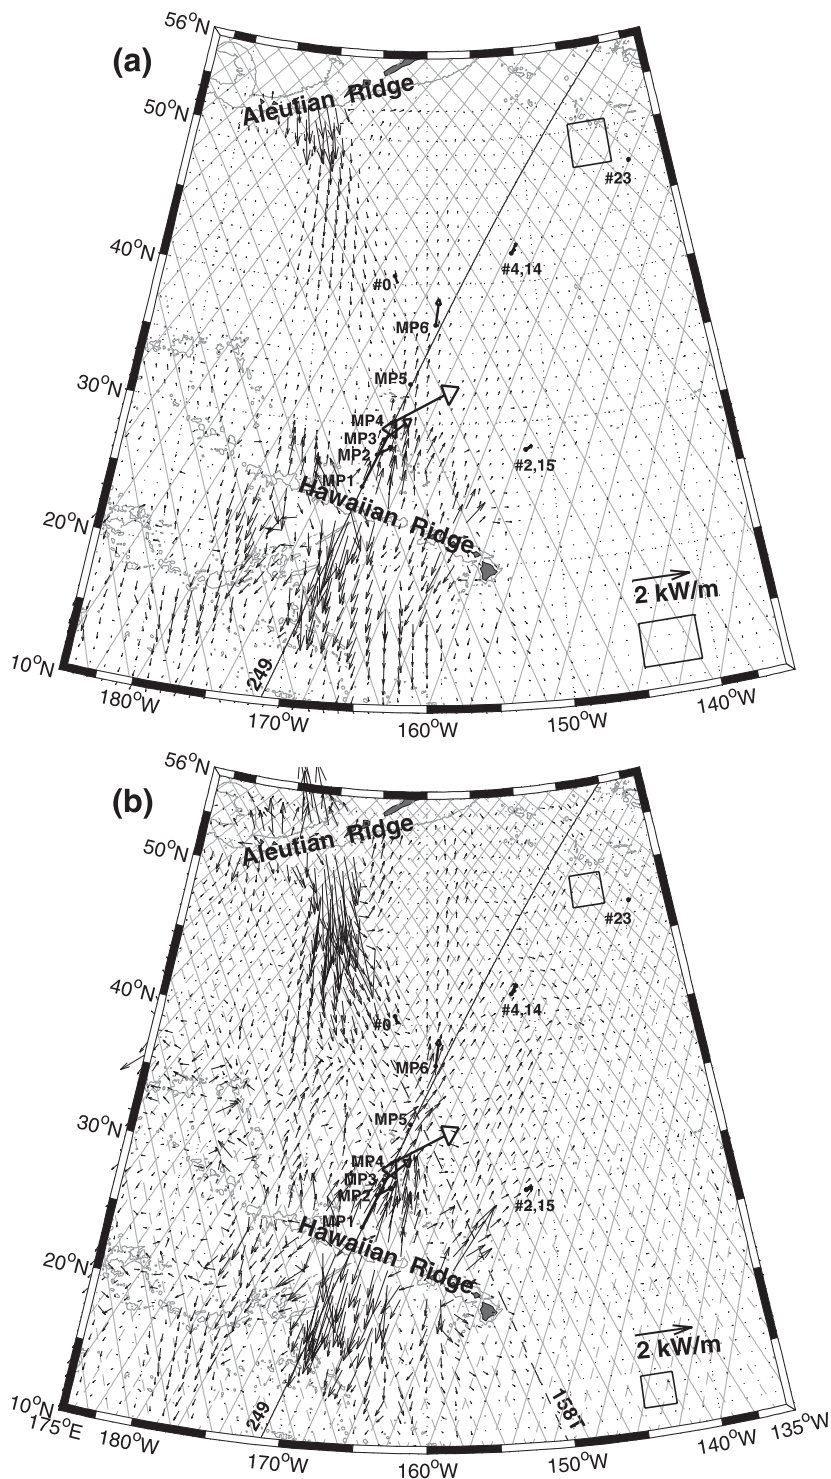 56°N
(a)
Aleutian Ridge
50°N
#23
40°N
#0
#4,14
MP6
MP5
30°N
MP4
MP3
MP2
#2,15
MP1
Hawaiian Ridge
20°N
2 kW/m
10°N
249
180°W
170°W
160°W
150°W
140°W
56°N
(b)
Aleutian Ridge
50°N
#23
40°N
#0
#4,14
MP6
MP5
30°N
MP4
MP3
MP2
#2,15
MP1
Hawaiian Ridge
20°N
2 kW/m
10°N
249
158T
175°E
180°W
170°W
160°W
150°W
140°W
135°W